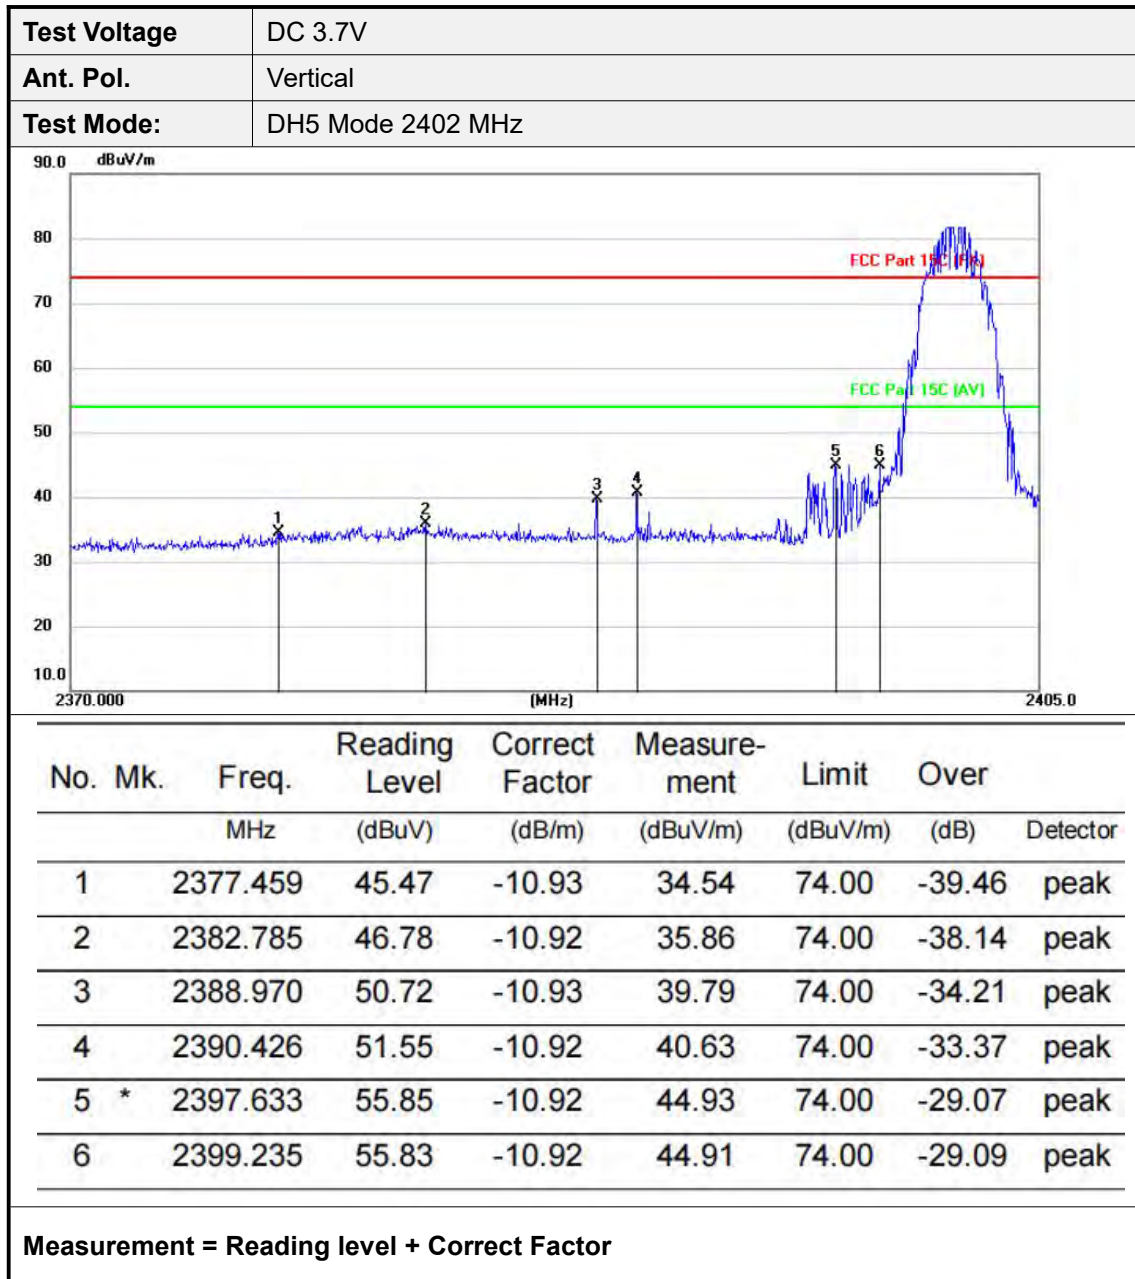 Test Voltage DC 3.7V
Ant. Pol. Vertical
Test Mode: DH5 Mode 2402 MHz
90.0 dBuV/m
80
FCC Part 15C (PK)
70
60
FCC Part 15C (AV)
50
5 6
40
3 4
2
1
30
20
10.0
2370.000 (MHz) 2405.0
No. Mk. Freq. Reading Level Correct Factor Measure-ment Limit Over
MHz (dBuV) (dB/m) (dBuV/m) (dBuV/m) (dB) Detector
1 2377.459 45.47 -10.93 34.54 74.00 -39.46 peak
2 2382.785 46.78 -10.92 35.86 74.00 -38.14 peak
3 2388.970 50.72 -10.93 39.79 74.00 -34.21 peak
4 2390.426 51.55 -10.92 40.63 74.00 -33.37 peak
5 * 2397.633 55.85 -10.92 44.93 74.00 -29.07 peak
6 2399.235 55.83 -10.92 44.91 74.00 -29.09 peak
Measurement = Reading level + Correct Factor